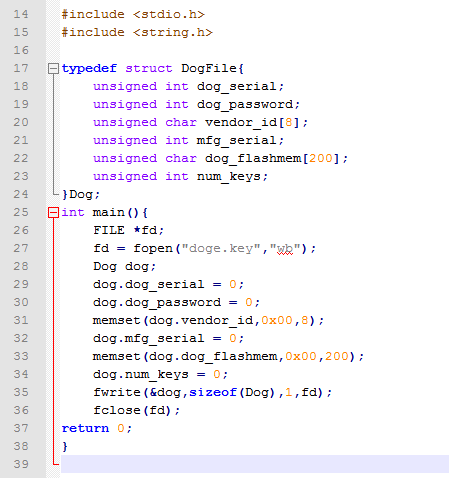 14 #include <stdio.h>
15 #include <string.h>
16
17 typedef struct DogFile{
18     unsigned int dog_serial;
19     unsigned int dog_password;
20     unsigned char vendor_id[8];
21     unsigned int mfg_serial;
22     unsigned char dog_flashmem[200];
23     unsigned int num_keys;
24 }Dog;
25 int main(){
26     FILE *fd;
27     fd = fopen("doge.key","wb");
28     Dog dog;
29     dog.dog_serial = 0;
30     dog.dog_password = 0;
31     memset(dog.vendor_id,0x00,8);
32     dog.mfg_serial = 0;
33     memset(dog.dog_flashmem,0x00,200);
34     dog.num_keys = 0;
35     fwrite(&dog,sizeof(Dog),1,fd);
36     fclose(fd);
37 return 0;
38 }
39